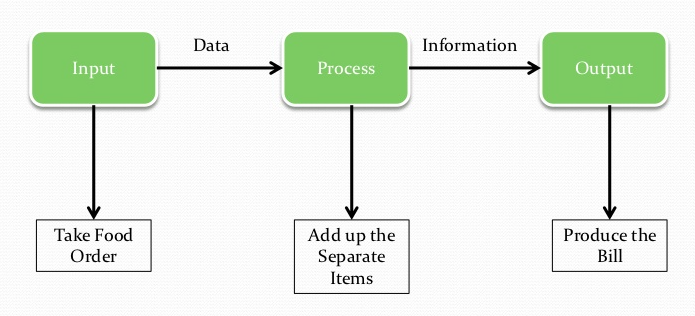 Data
Information
Input
Process
Output
Take Food
Order
Add up the
Separate
Items
Produce the
Bill